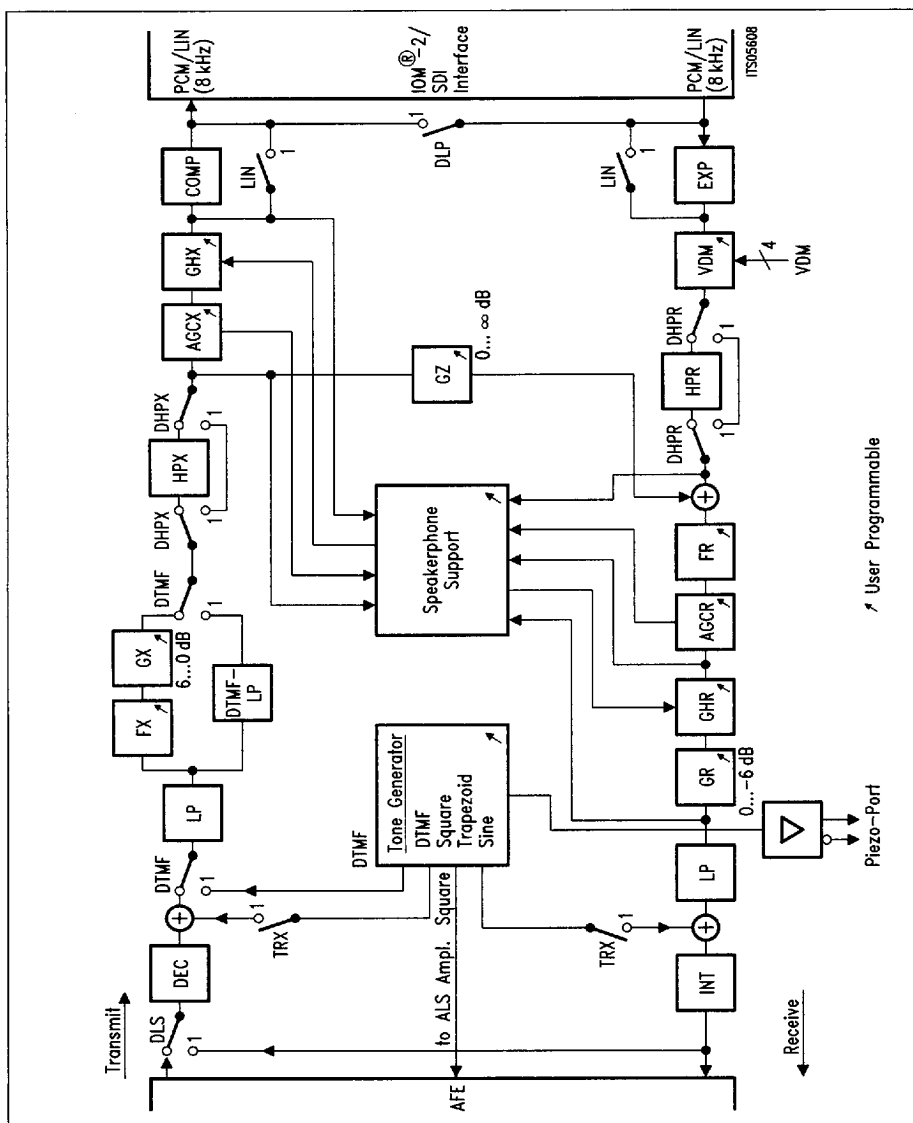 Transmit
DLS
1
DEC
TRX
1
DTMF
1
LP
FX
GX
6...0 dB
DTMF-
LP
DTMF
1
DHPX
1
HPX
DHPX
1
AGCX
GHX
COMP
LIN
1
PCM/LIN
(8 kHz)
AFE
to ALS Ampl. Square
DTMF
Tone Generator
DTMF
Square
Trapezoid
Sine
Speakerphone
Support
GZ
0... ∞ dB
DLP
1
IOM®-2/
SDI
Interface
Receive
INT
TRX
1
LP
GR
0...-6 dB
GHR
AGCR
FR
DHPR
1
HPR
DHPR
1
VDM
4
VDM
EXP
LIN
1
PCM/LIN
(8 kHz)
Piezo-Port
User Programmable
ITS05608